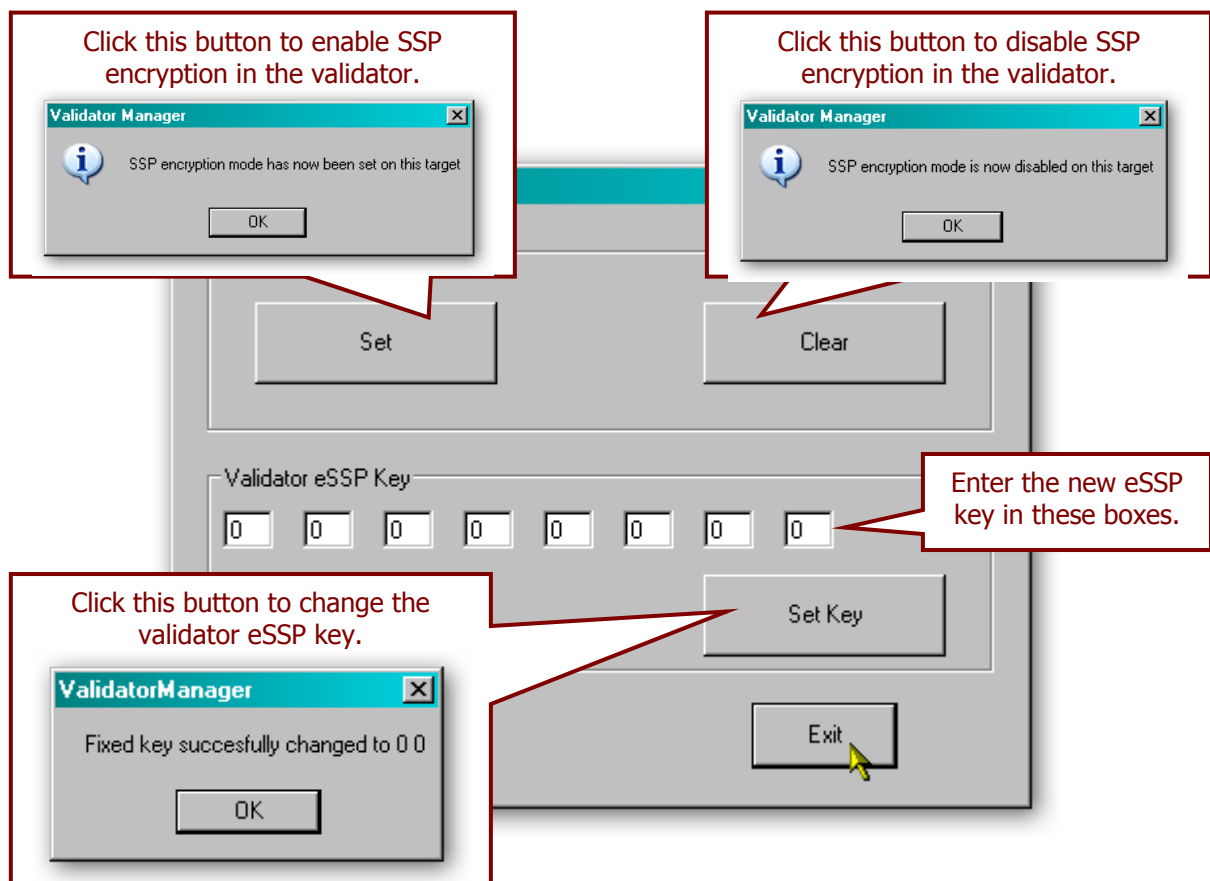 Click this button to enable SSP
encryption in the validator.
Validator Manager
SSP encryption mode has now been set on this target
OK
Click this button to disable SSP
encryption in the validator.
Validator Manager
SSP encryption mode is now disabled on this target
OK
Set
Clear
Validator eSSP Key
0 0 0 0 0 0 0 0
Enter the new eSSP
key in these boxes.
Click this button to change the
validator eSSP key.
ValidatorManager
Fixed key succesfully changed to 0 0
OK
Set Key
Exit